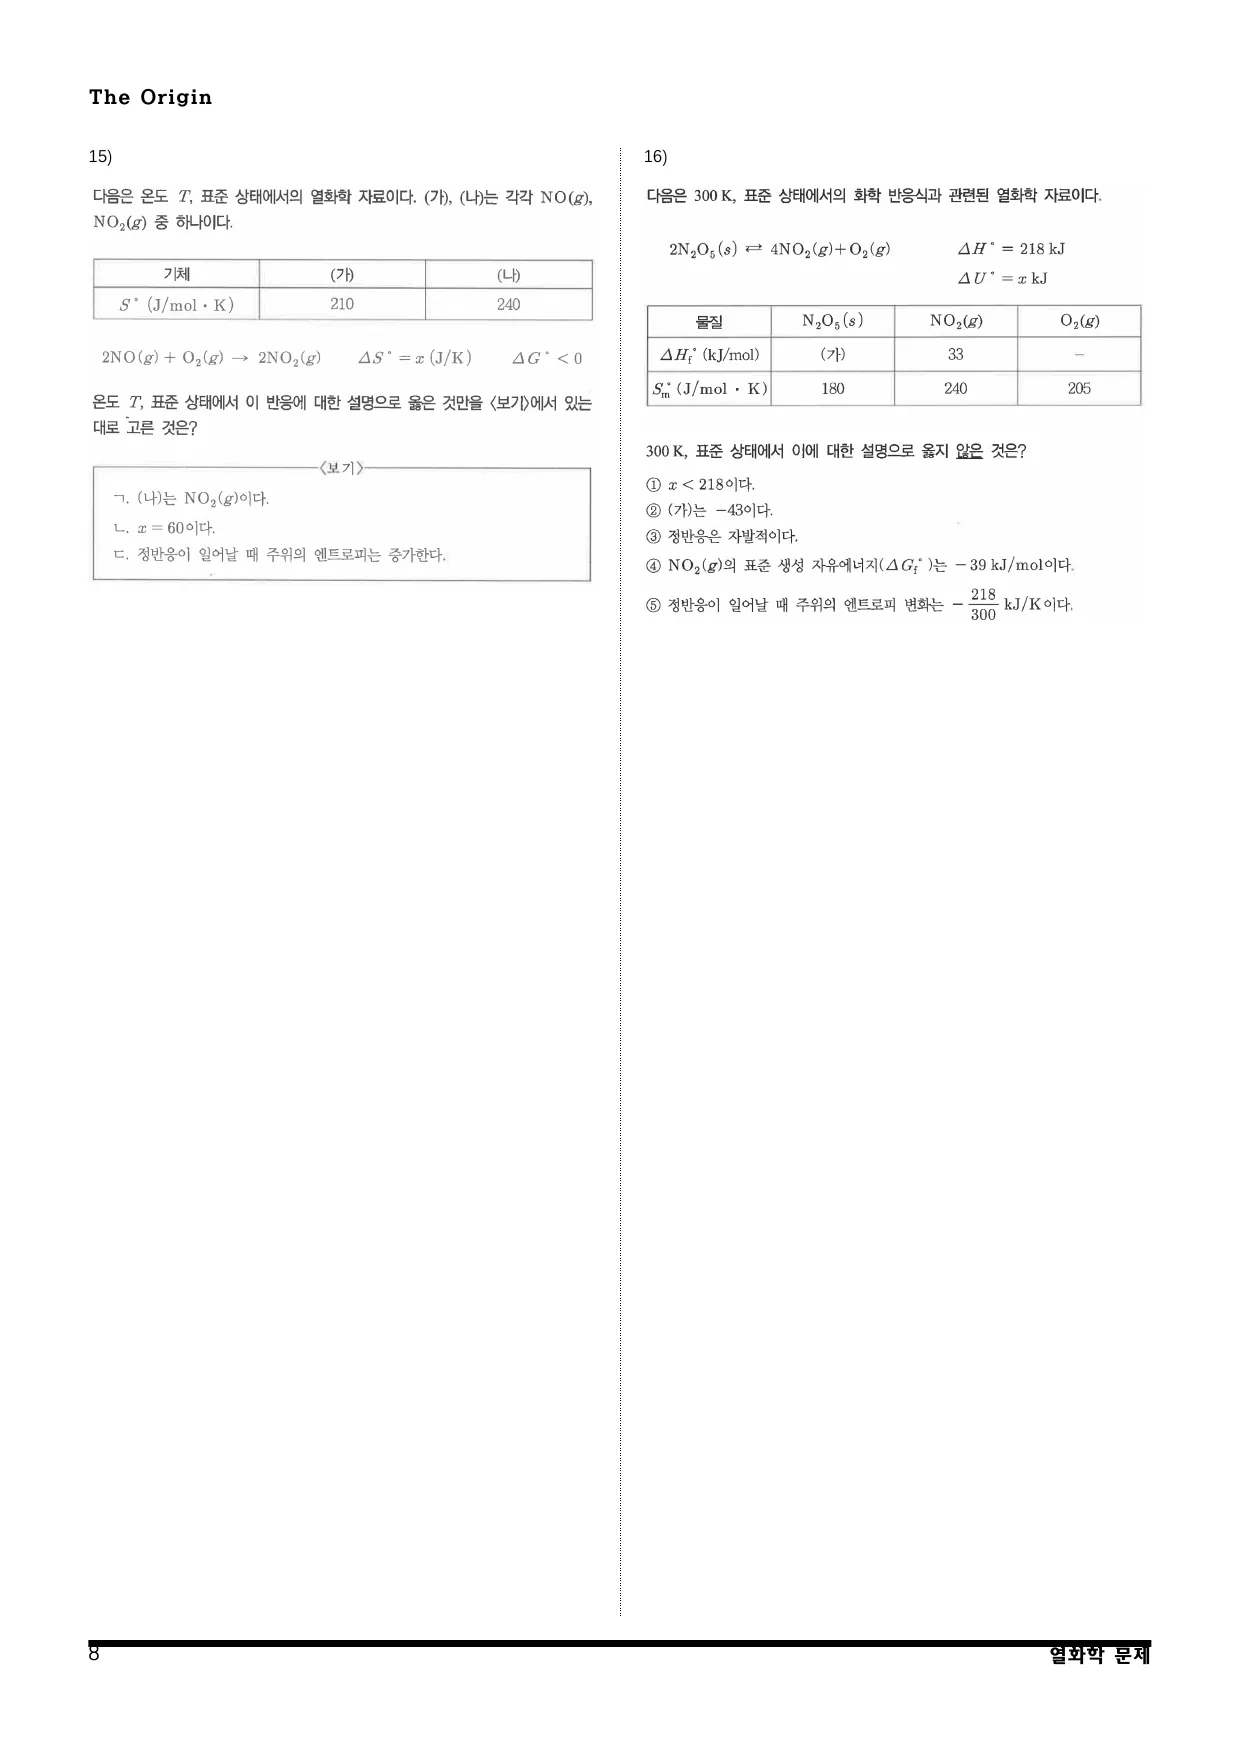 The Origin
15)
다음은 온도 T, 표준 상태에서의 열화학 자료이다. (가), (나)는 각각 NO(g),
NO₂(g) 중 하나이다.
기체 (가) (나)
S° (J/mol · K) 210 240
2NO(g) + O₂(g) → 2NO₂(g) ΔS° = x (J/K) ΔG° < 0
온도 T, 표준 상태에서 이 반응에 대한 설명으로 옳은 것만을 〈보기〉에서 있는
대로 고른 것은?
〈보기〉
ㄱ. (나)는 NO₂(g)이다.
ㄴ. x = 60이다.
ㄷ. 정반응이 일어날 때 주위의 엔트로피는 증가한다.
16)
다음은 300 K, 표준 상태에서의 화학 반응식과 관련된 열화학 자료이다.
2N₂O₅(s) ⇄ 4NO₂(g)+O₂(g) ΔH° = 218 kJ
ΔU° = x kJ
물질 N₂O₅(s) NO₂(g) O₂(g)
ΔHf° (kJ/mol) (가) 33 −
Sm° (J/mol · K) 180 240 205
300 K, 표준 상태에서 이에 대한 설명으로 옳지 않은 것은?
① x < 218이다.
② (가)는 −43이다.
③ 정반응은 자발적이다.
④ NO₂(g)의 표준 생성 자유에너지(ΔGf°)는 −39 kJ/mol이다.
⑤ 정반응이 일어날 때 주위의 엔트로피 변화는 −218/300 kJ/K이다.
8
열화학 문제